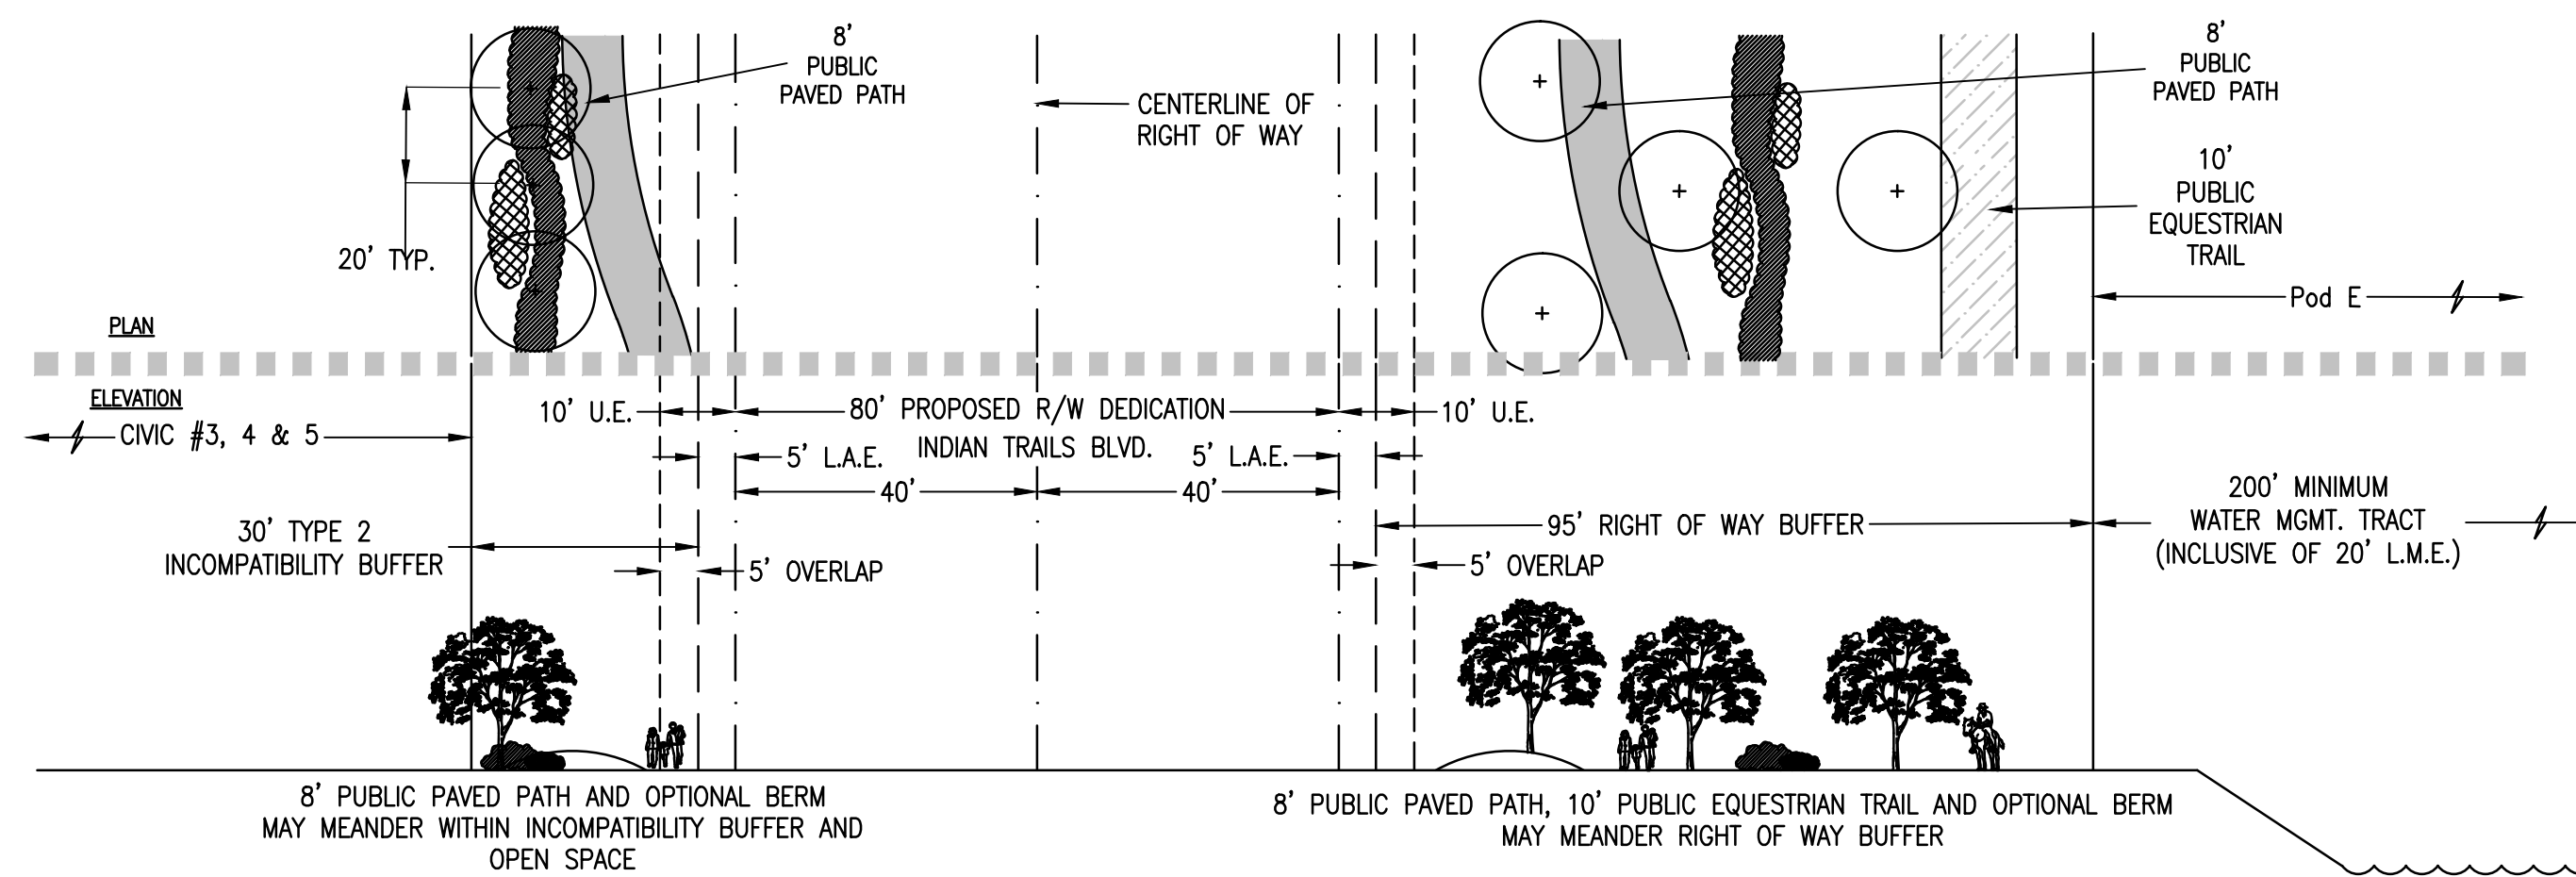 8'
PUBLIC
PAVED PATH
CENTERLINE OF
RIGHT OF WAY
8'
PUBLIC
PAVED PATH
10'
PUBLIC
EQUESTRIAN
TRAIL
20' TYP.
Pod E
PLAN
ELEVATION
CIVIC #3, 4 & 5
10' U.E.
80' PROPOSED R/W DEDICATION
INDIAN TRAILS BLVD.
10' U.E.
5' L.A.E.
5' L.A.E.
40'
40'
30' TYPE 2
INCOMPATIBILITY BUFFER
5' OVERLAP
95' RIGHT OF WAY BUFFER
5' OVERLAP
200' MINIMUM
WATER MGMT. TRACT
(INCLUSIVE OF 20' L.M.E.)
8' PUBLIC PAVED PATH AND OPTIONAL BERM
MAY MEANDER WITHIN INCOMPATIBILITY BUFFER AND
OPEN SPACE
8' PUBLIC PAVED PATH, 10' PUBLIC EQUESTRIAN TRAIL AND OPTIONAL BERM
MAY MEANDER RIGHT OF WAY BUFFER